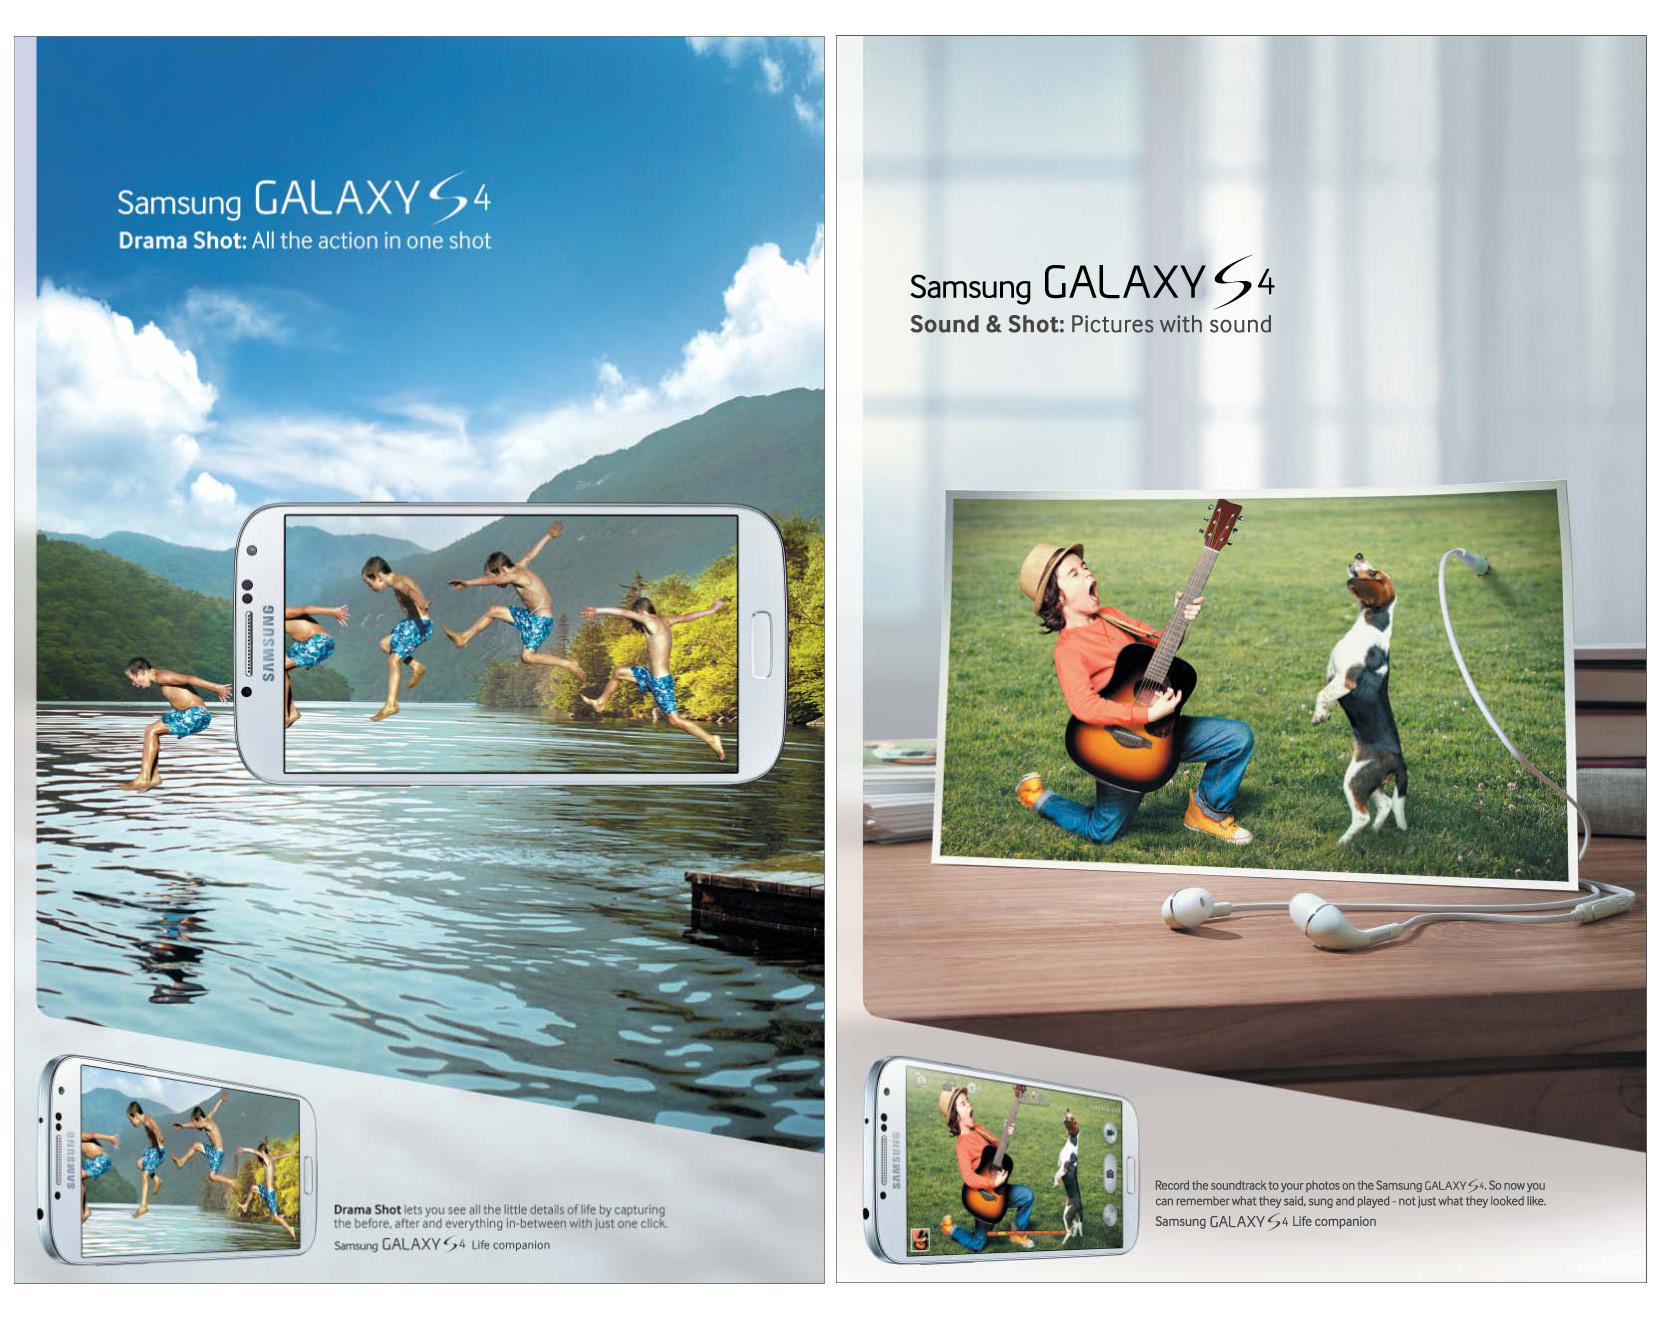 Samsung GALAXY S4
Drama Shot: All the action in one shot
SAMSUNG
SAMSUNG
Drama Shot lets you see all the little details of life by capturing
the before, after and everything in-between with just one click.
Samsung GALAXY S4 Life companion
Samsung GALAXY S4
Sound & Shot: Pictures with sound
SAMSUNG
Record the soundtrack to your photos on the Samsung GALAXY S4. So now you
can remember what they said, sung and played - not just what they looked like.
Samsung GALAXY S4 Life companion